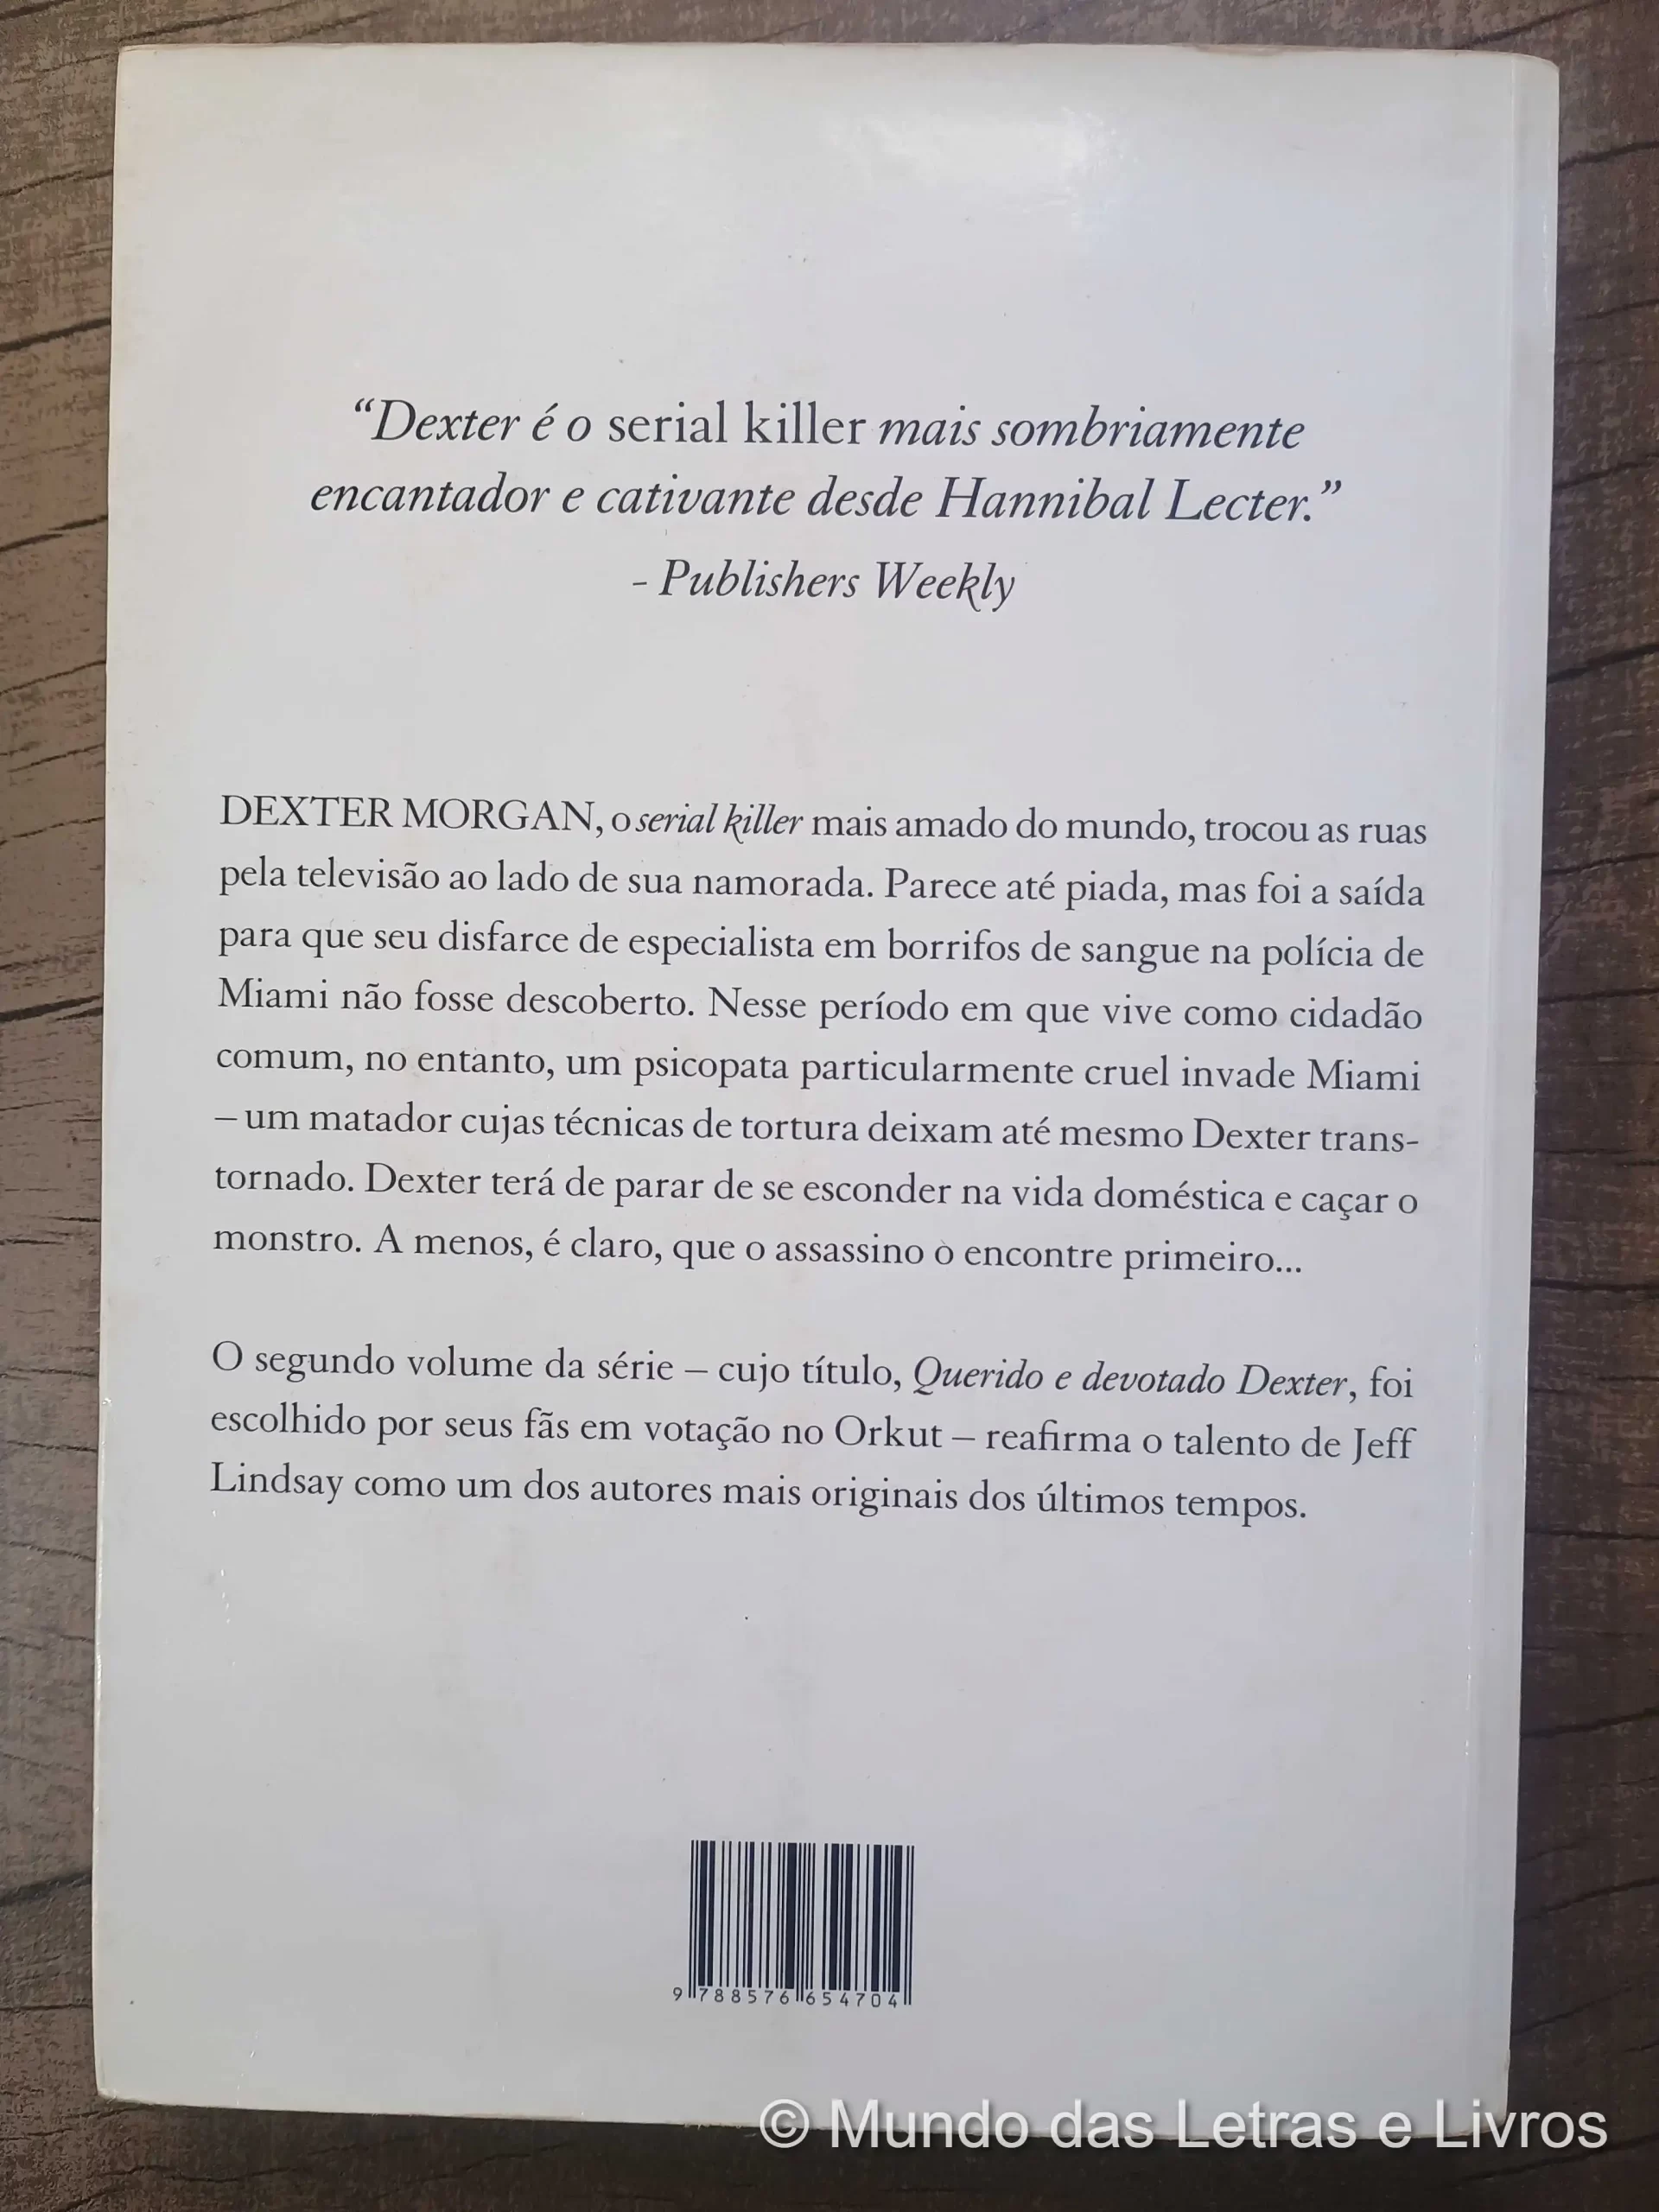 “Dexter é o serial killer mais sombriamente
encantador e cativante desde Hannibal Lecter.”
- Publishers Weekly
DEXTER MORGAN, o serial killer mais amado do mundo, trocou as ruas
pela televisão ao lado de sua namorada. Parece até piada, mas foi a saída
para que seu disfarce de especialista em borrifos de sangue na polícia de
Miami não fosse descoberto. Nesse período em que vive como cidadão
comum, no entanto, um psicopata particularmente cruel invade Miami
– um matador cujas técnicas de tortura deixam até mesmo Dexter trans-
tornado. Dexter terá de parar de se esconder na vida doméstica e caçar o
monstro. A menos, é claro, que o assassino o encontre primeiro...
O segundo volume da série – cujo título, Querido e devotado Dexter, foi
escolhido por seus fãs em votação no Orkut – reafirma o talento de Jeff
Lindsay como um dos autores mais originais dos últimos tempos.
9 788576 654704
© Mundo das Letras e Livros